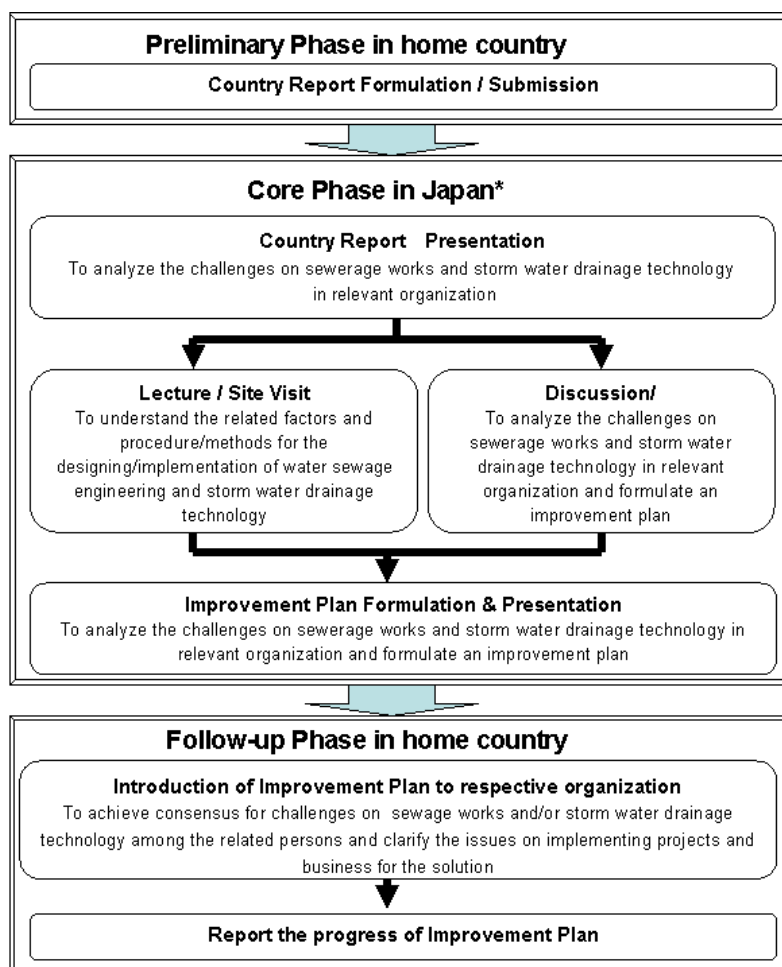 Preliminary Phase in home country
Country Report Formulation / Submission
Core Phase in Japan*
Country Report Presentation
To analyze the challenges on sewerage works and storm water drainage technology
in relevant organization
Lecture / Site Visit
To understand the related factors and
procedure/methods for the
designing/implementation of water sewage
engineering and storm water drainage
technology
Discussion/
To analyze the challenges on
sewerage works and storm water
drainage technology in relevant
organization and formulate an
improvement plan
Improvement Plan Formulation & Presentation
To analyze the challenges on sewerage works and storm water drainage technology in
relevant organization and formulate an improvement plan
Follow-up Phase in home country
Introduction of Improvement Plan to respective organization
To achieve consensus for challenges on sewage works and/or storm water drainage
technology among the related persons and clarify the issues on implementing projects and
business for the solution
Report the progress of Improvement Plan